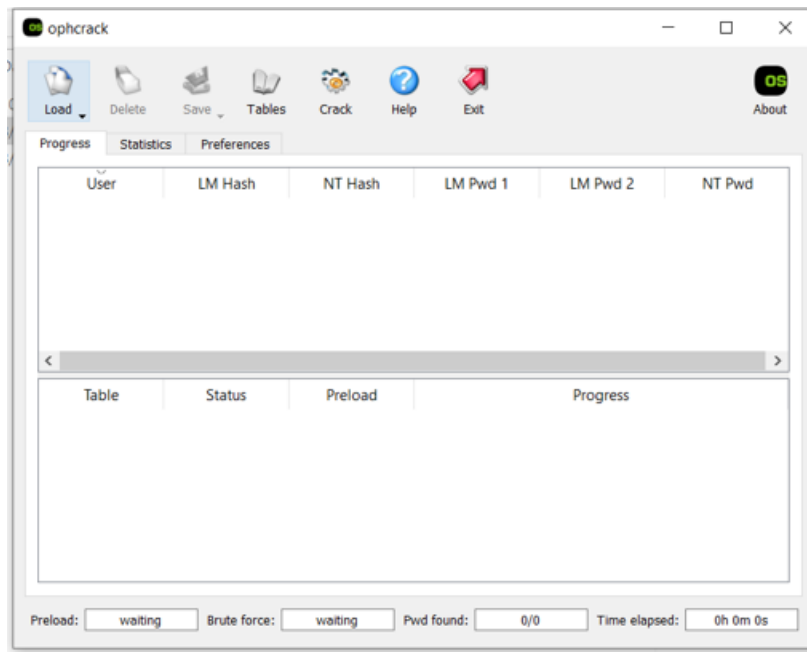 OS ophcrack
Load Delete Save Tables Crack Help Exit OS About
Progress Statistics Preferences
User LM Hash NT Hash LM Pwd 1 LM Pwd 2 NT Pwd
Table Status Preload Progress
Preload: waiting Brute force: waiting Pwd found: 0/0 Time elapsed: 0h 0m 0s